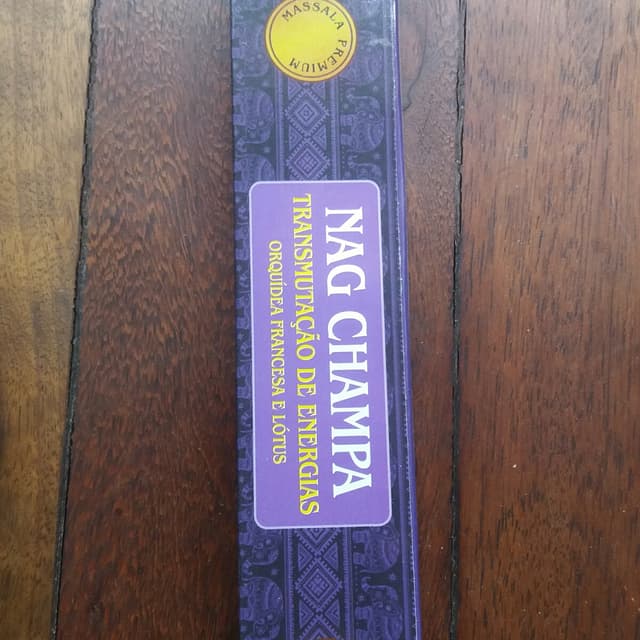 MASSALA PREMIUM
NAG CHAMPA
TRANSMUTAÇÃO DE ENERGIAS
ORQUÍDEA FRANCESA E LÓTUS